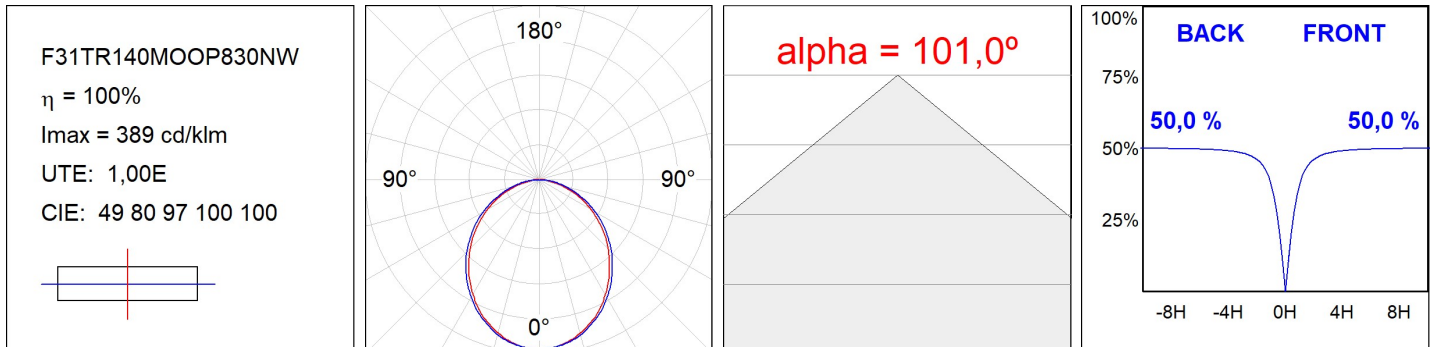 F31TR140MOOP830NW
η = 100%
Imax = 389 cd/klm
UTE: 1,00E
CIE: 49 80 97 100 100
180°
90° 90°
0°
alpha = 101,0º
100%
BACK FRONT
75%
50,0 % 50,0 %
50%
25%
-8H -4H 0H 4H 8H